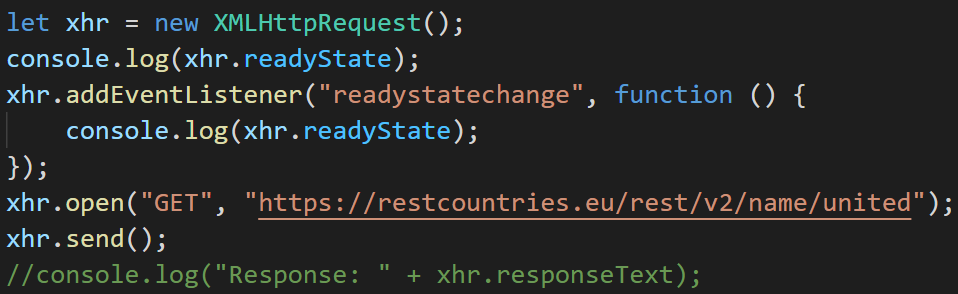 let xhr = new XMLHttpRequest();
console.log(xhr.readyState);
xhr.addEventListener("readystatechange", function () {
    console.log(xhr.readyState);
});
xhr.open("GET", "https://restcountries.eu/rest/v2/name/united");
xhr.send();
//console.log("Response: " + xhr.responseText);